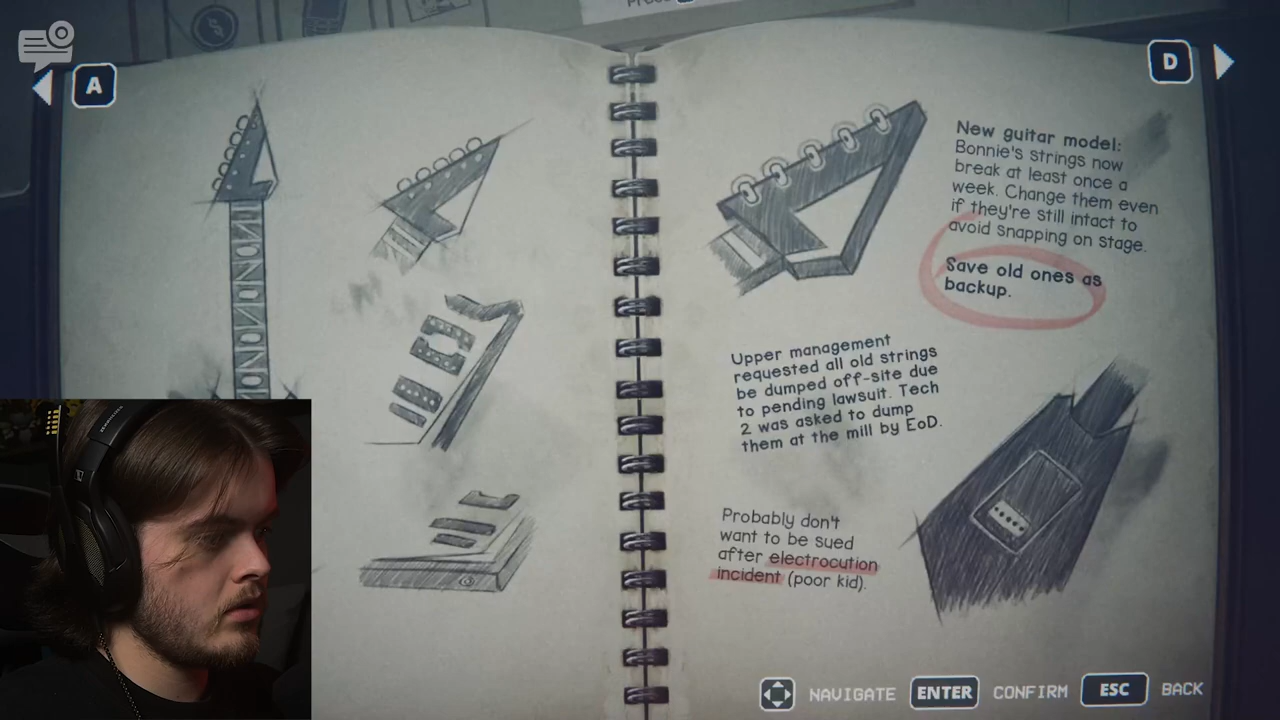 A
D
New guitar model:
Bonnie's strings now
break at least once a
week. Change them even
if they're still intact to
avoid snapping on stage.
Save old ones as
backup.
Upper management
requested all old strings
be dumped off-site due
to pending lawsuit. Tech
2 was asked to dump
them at the mill by EoD.
Probably don't
want to be sued
after electrocution
incident (poor kid).
NAVIGATE ENTER CONFIRM ESC BACK